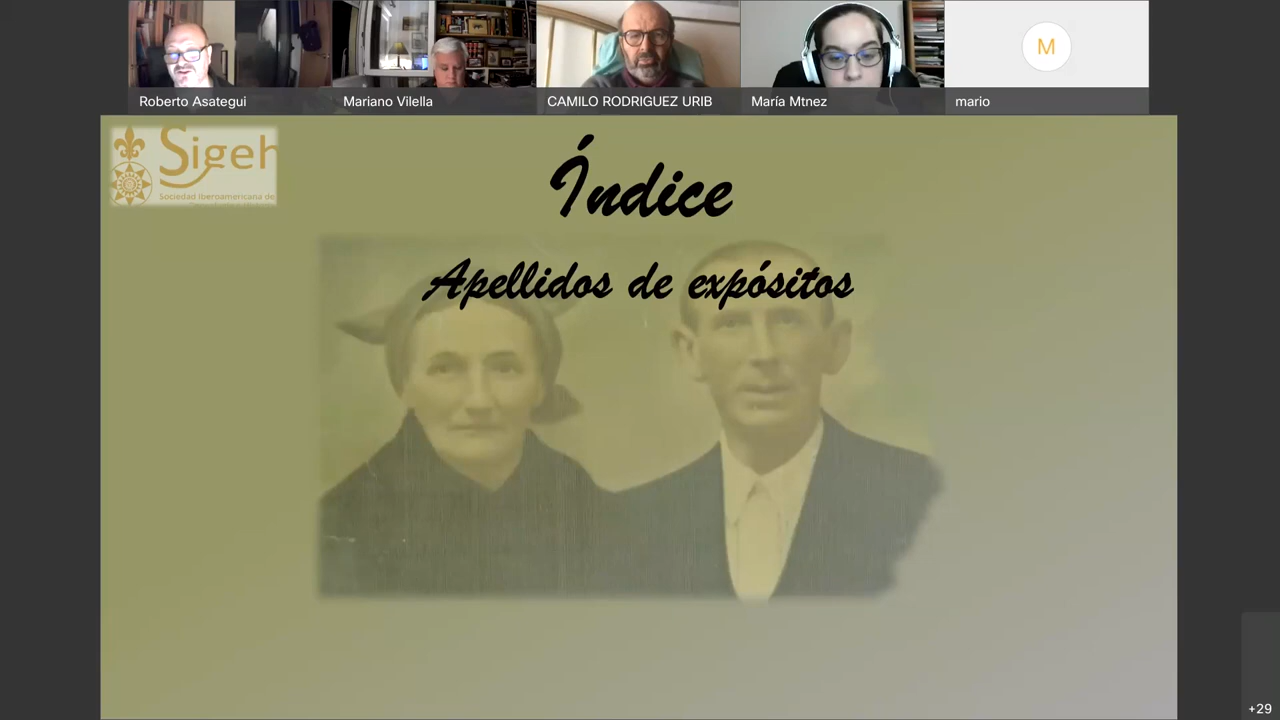 Roberto Asategui
Mariano Vilella
CAMILO RODRIGUEZ URIB
María Mtnez
M
mario
Sigeh
Sociedad Iberoamericana de
Índice
Apellidos de expósitos
+29